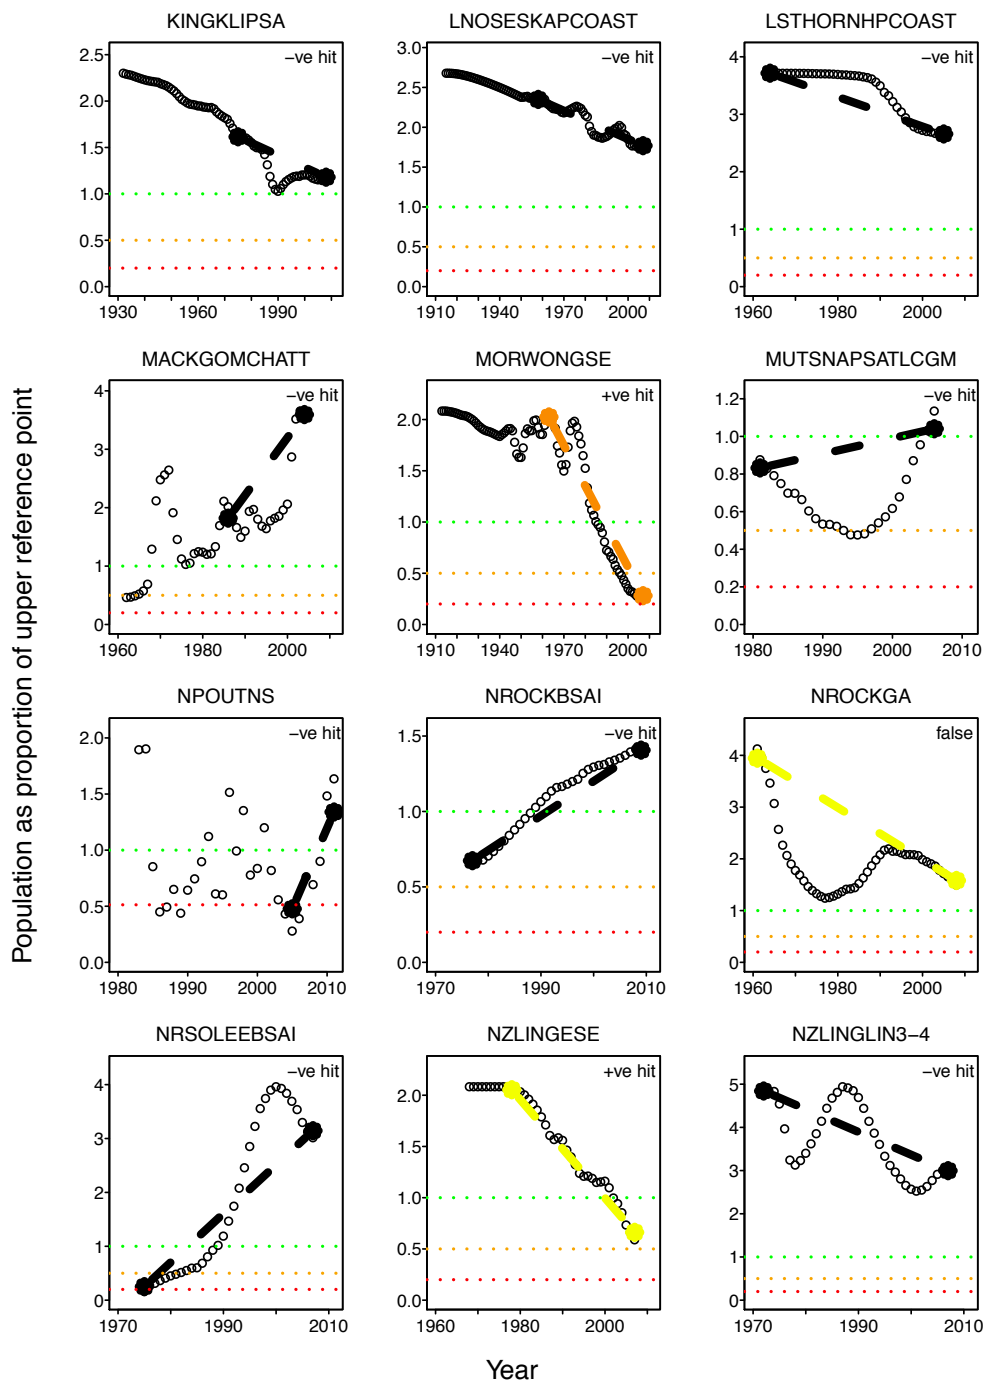 KINGKLIPSA LNOSESKAPCOAST LSTHORNHPCOAST
−ve hit −ve hit −ve hit
2.5 2.0 1.5 1.0 0.5 0
3.0 2.5 2.0 1.5 1.0 0.5 0
4 3 2 1 0
1930 1960 1990
1910 1940 1970 2000
1960 1980 2000
MACKGOMCHATT MORWONGSE MUTSNAPSATLCGM
−ve hit +ve hit −ve hit
4 3 2 1 0
2.0 1.5 1.0 0.5 0.0
1.2 1.0 0.8 0.6 0.4 0.2 0.0
1960 1980 2000
1910 1940 1970 2000
1980 1990 2000 2010
Population as proportion of upper reference point
NPOUTNS NROCKBSAI NROCKGA
−ve hit −ve hit false
2.0 1.5 1.0 0.5 0.0
1.5 1.0 0.5 0.0
4 3 2 1 0
1980 1990 2000 2010
1970 1990 2010
1960 1980 2000
NRSOLEEBSAI NZLINGESE NZLINGLIN3−4
−ve hit +ve hit −ve hit
4 3 2 1 0
2.0 1.5 1.0 0.5 0.0
5 4 3 2 1 0
1970 1990 2010
1960 1980 2000
1970 1990 2010
Year